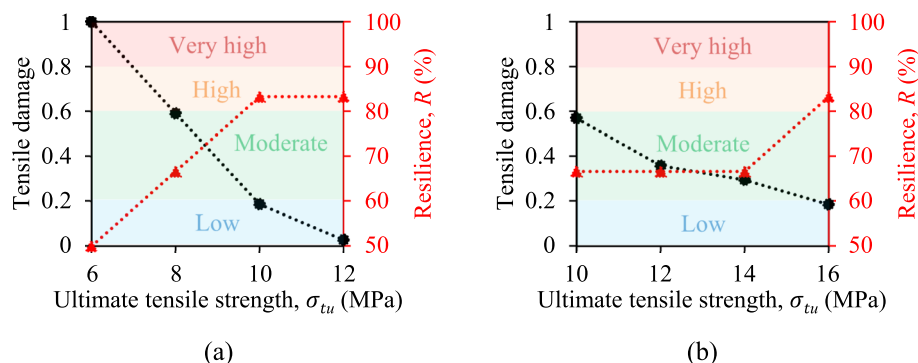 Tensile damage
1
0.8
0.6
0.4
0.2
0
Very high
High
Moderate
Low
100
90
80
70
60
50
Resilience, R (%)
6 8 10 12
Ultimate tensile strength, σtu (MPa)
(a)
Tensile damage
1
0.8
0.6
0.4
0.2
0
Very high
High
Moderate
Low
100
90
80
70
60
50
Resilience, R (%)
10 12 14 16
Ultimate tensile strength, σtu (MPa)
(b)